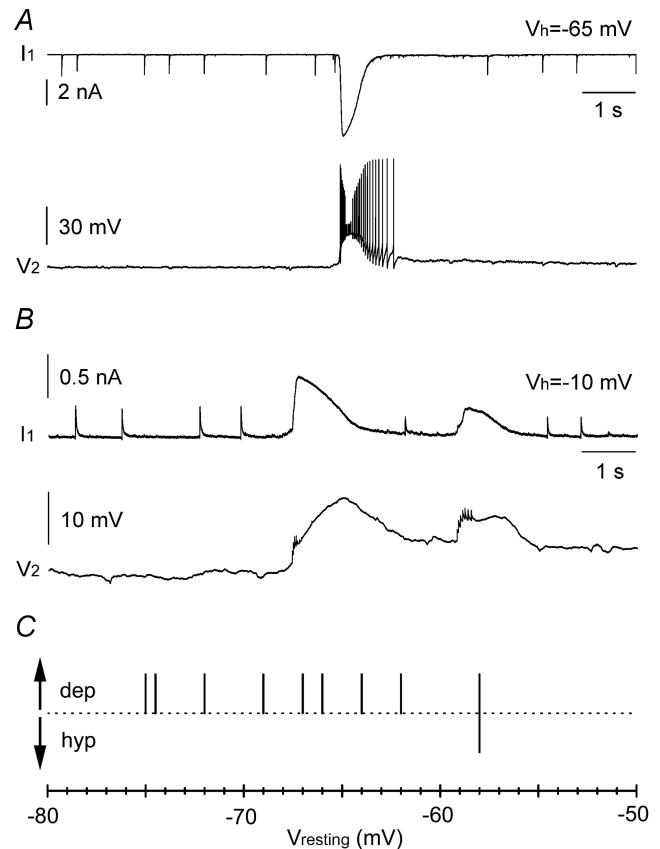 A
Vh=-65 mV
I1
2 nA
1 s
30 mV
V2
B
0.5 nA
Vh=-10 mV
I1
1 s
10 mV
V2
C
dep
hyp
-80 -70 -60 -50
Vresting (mV)